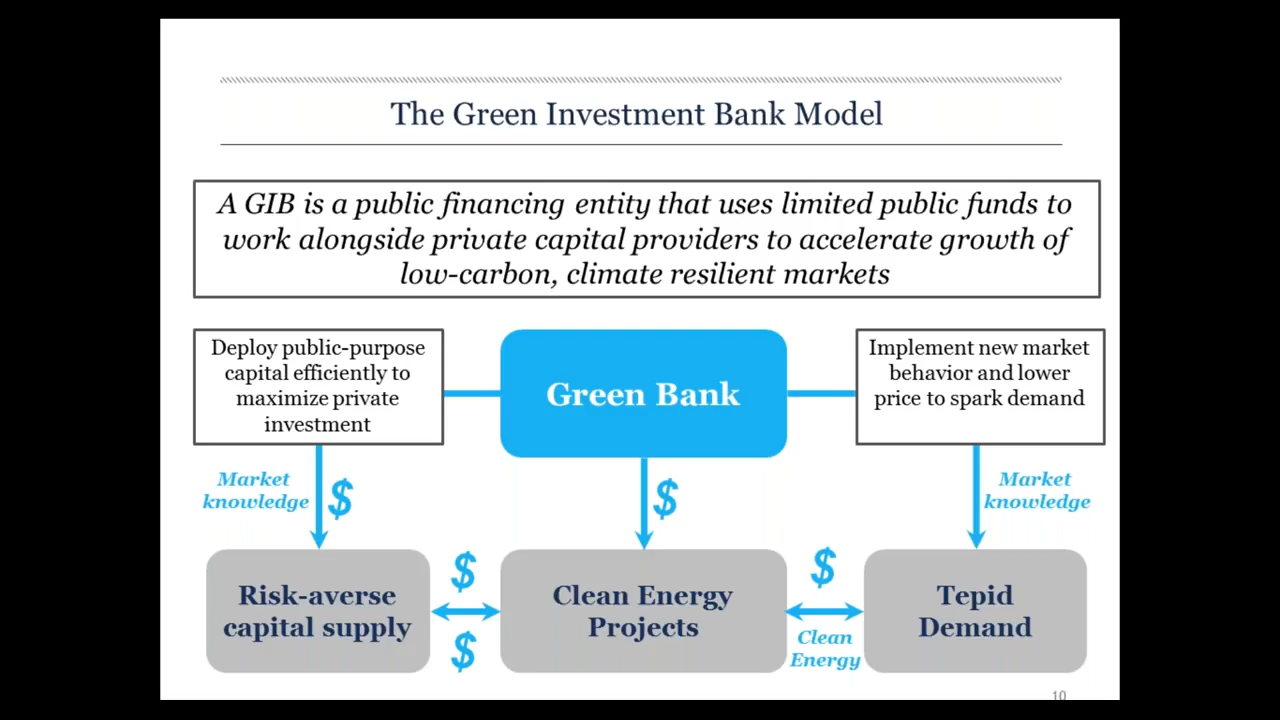 The Green Investment Bank Model
A GIB is a public financing entity that uses limited public funds to
work alongside private capital providers to accelerate growth of
low-carbon, climate resilient markets
Deploy public-purpose
capital efficiently to
maximize private
investment
Green Bank
Implement new market
behavior and lower
price to spark demand
Market
knowledge
$
$
Market
knowledge
Risk-averse
capital supply
$
$
Clean Energy
Projects
$
Clean
Energy
Tepid
Demand
10